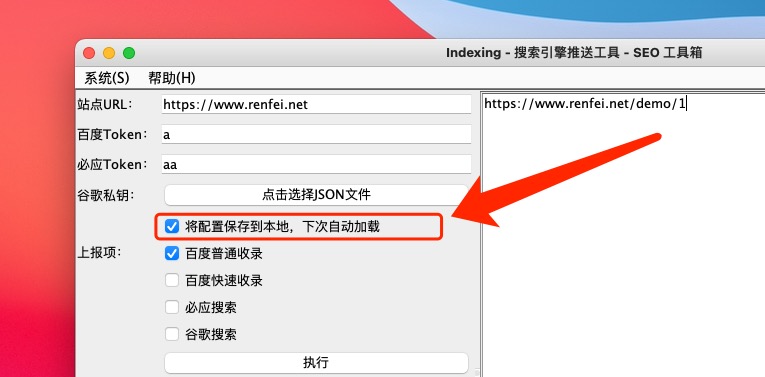 Indexing - 搜索引擎推送工具 - SEO 工具箱
系统(S) 帮助(H)
站点URL: https://www.renfei.net
https://www.renfei.net/demo/1
百度Token: a
必应Token: aa
谷歌私钥: 点击选择JSON文件
将配置保存到本地，下次自动加载
上报项: 百度普通收录
百度快速收录
必应搜索
谷歌搜索
执行